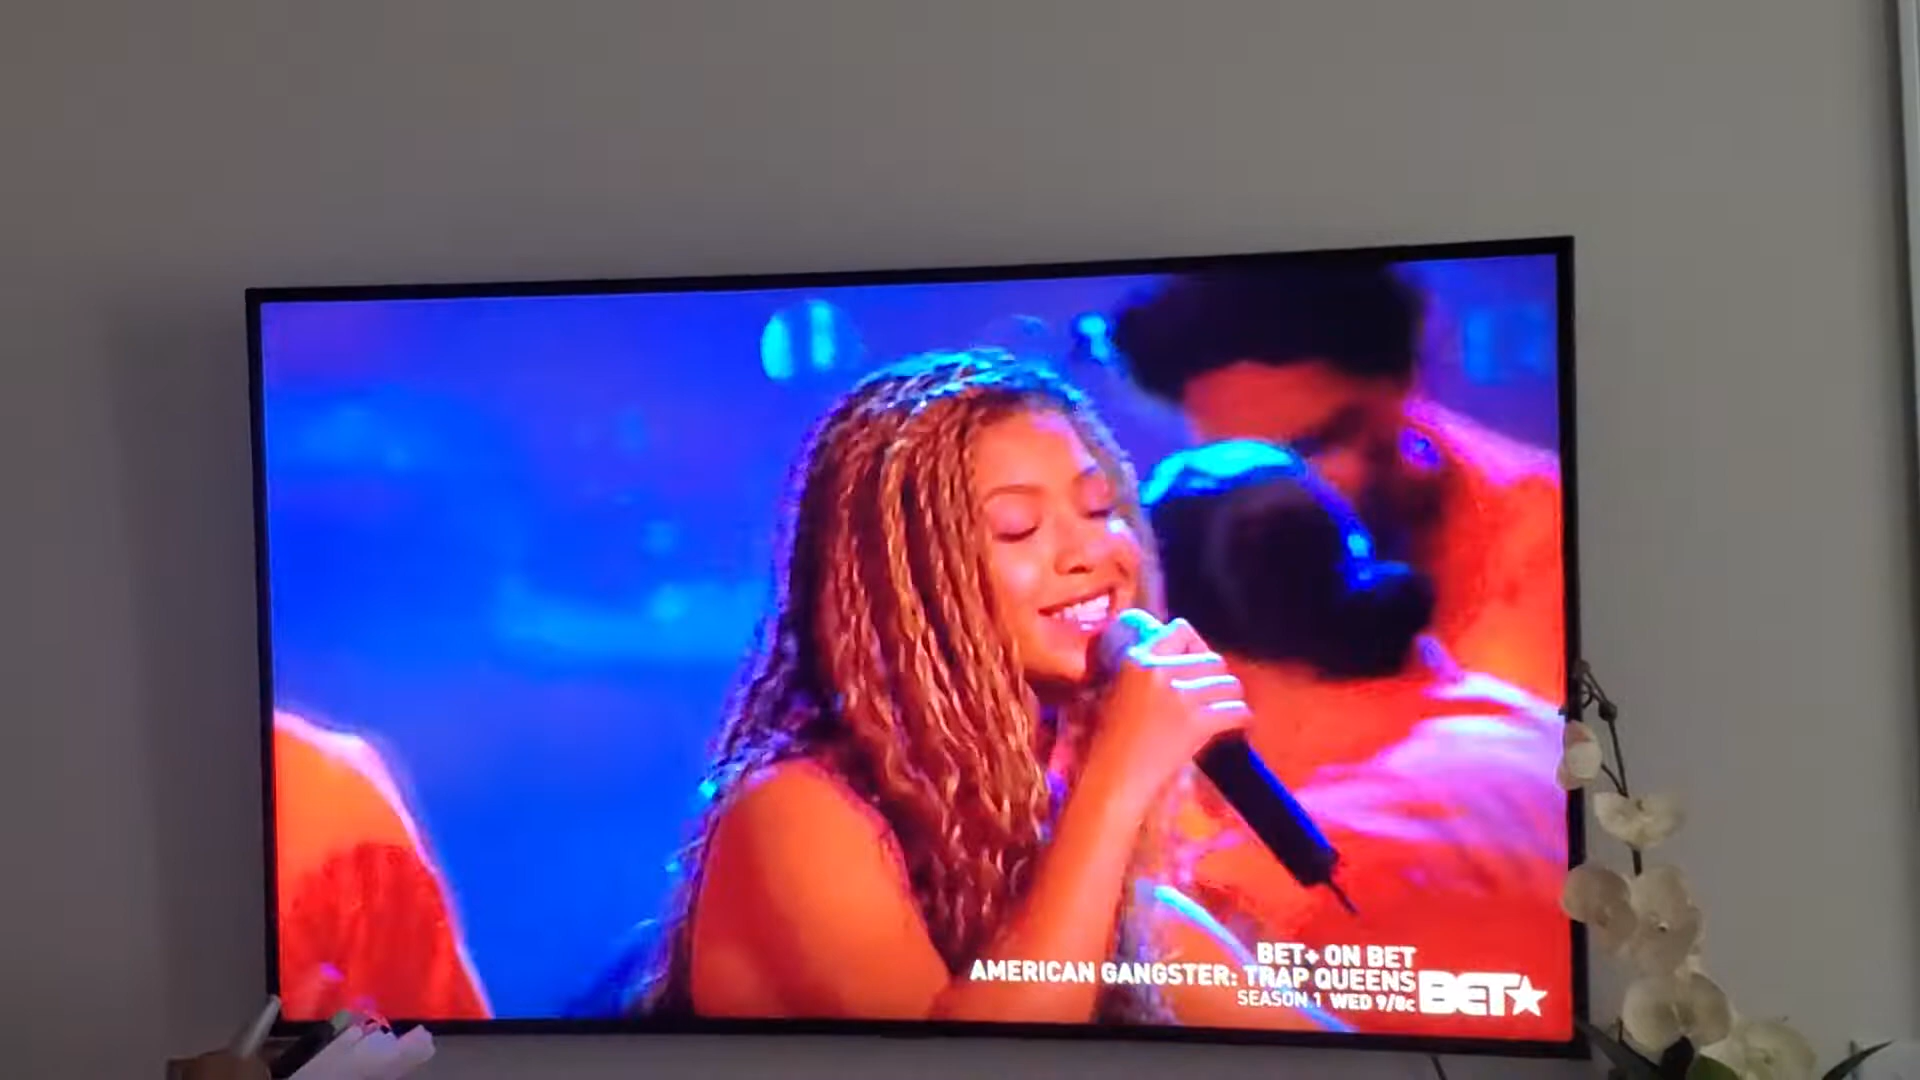 BET+ ON BET
AMERICAN GANGSTER: TRAP QUEENS
SEASON 1 WED 9/8c
BET